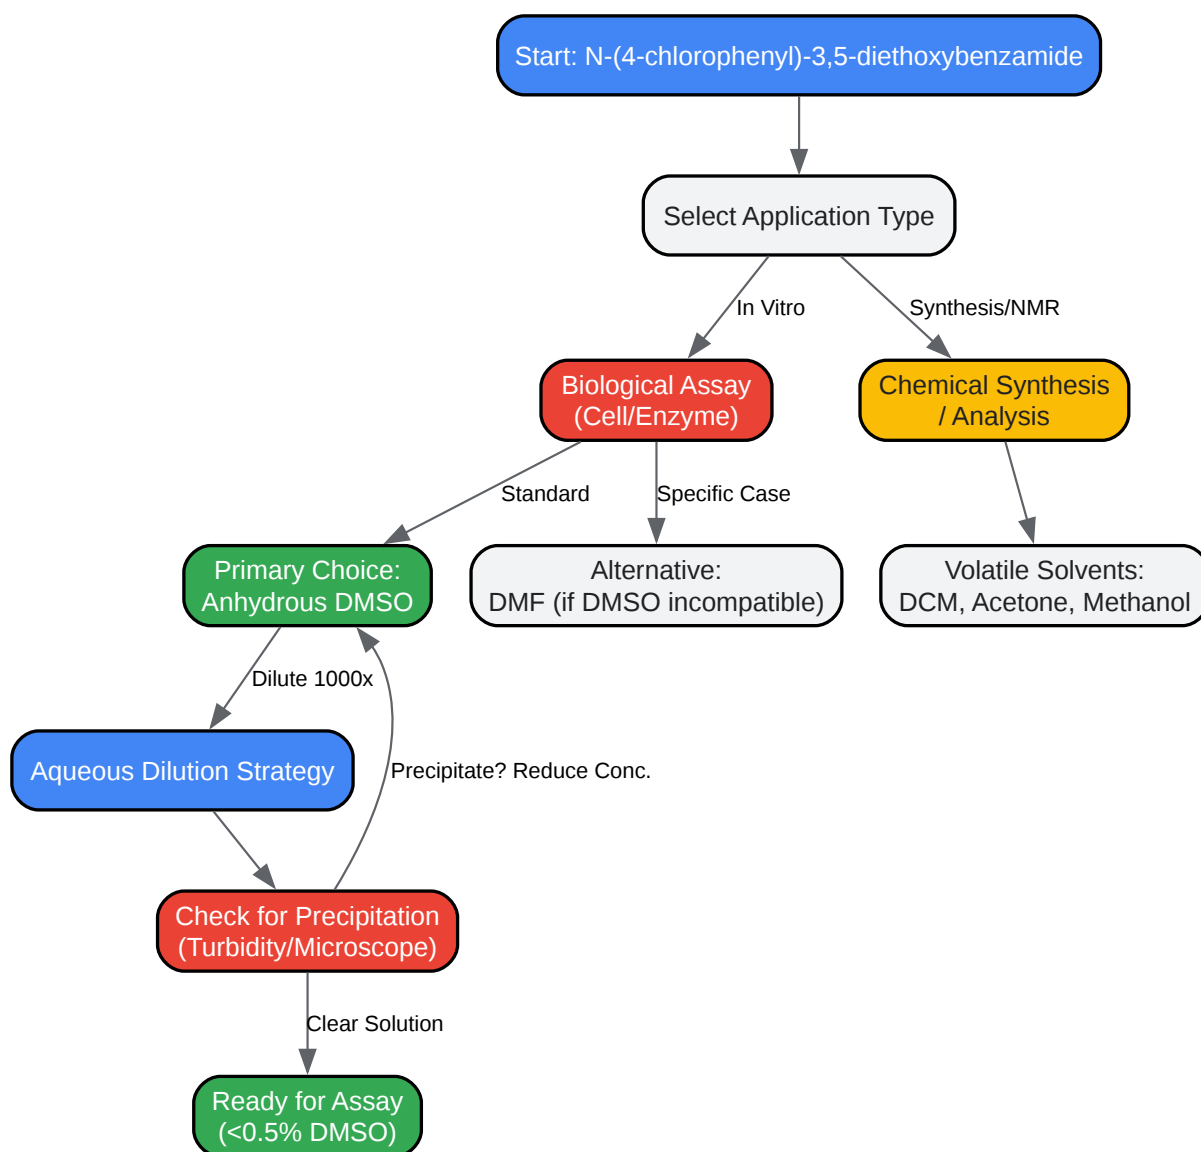 Start: N-(4-chlorophenyl)-3,5-diethoxybenzamide
Select Application Type
In Vitro
Synthesis/NMR
Biological Assay
(Cell/Enzyme)
Chemical Synthesis
/ Analysis
Standard
Specific Case
Primary Choice:
Anhydrous DMSO
Alternative:
DMF (if DMSO incompatible)
Volatile Solvents:
DCM, Acetone, Methanol
Dilute 1000x
Aqueous Dilution Strategy
Precipitate? Reduce Conc.
Check for Precipitation
(Turbidity/Microscope)
Clear Solution
Ready for Assay
(<0.5% DMSO)